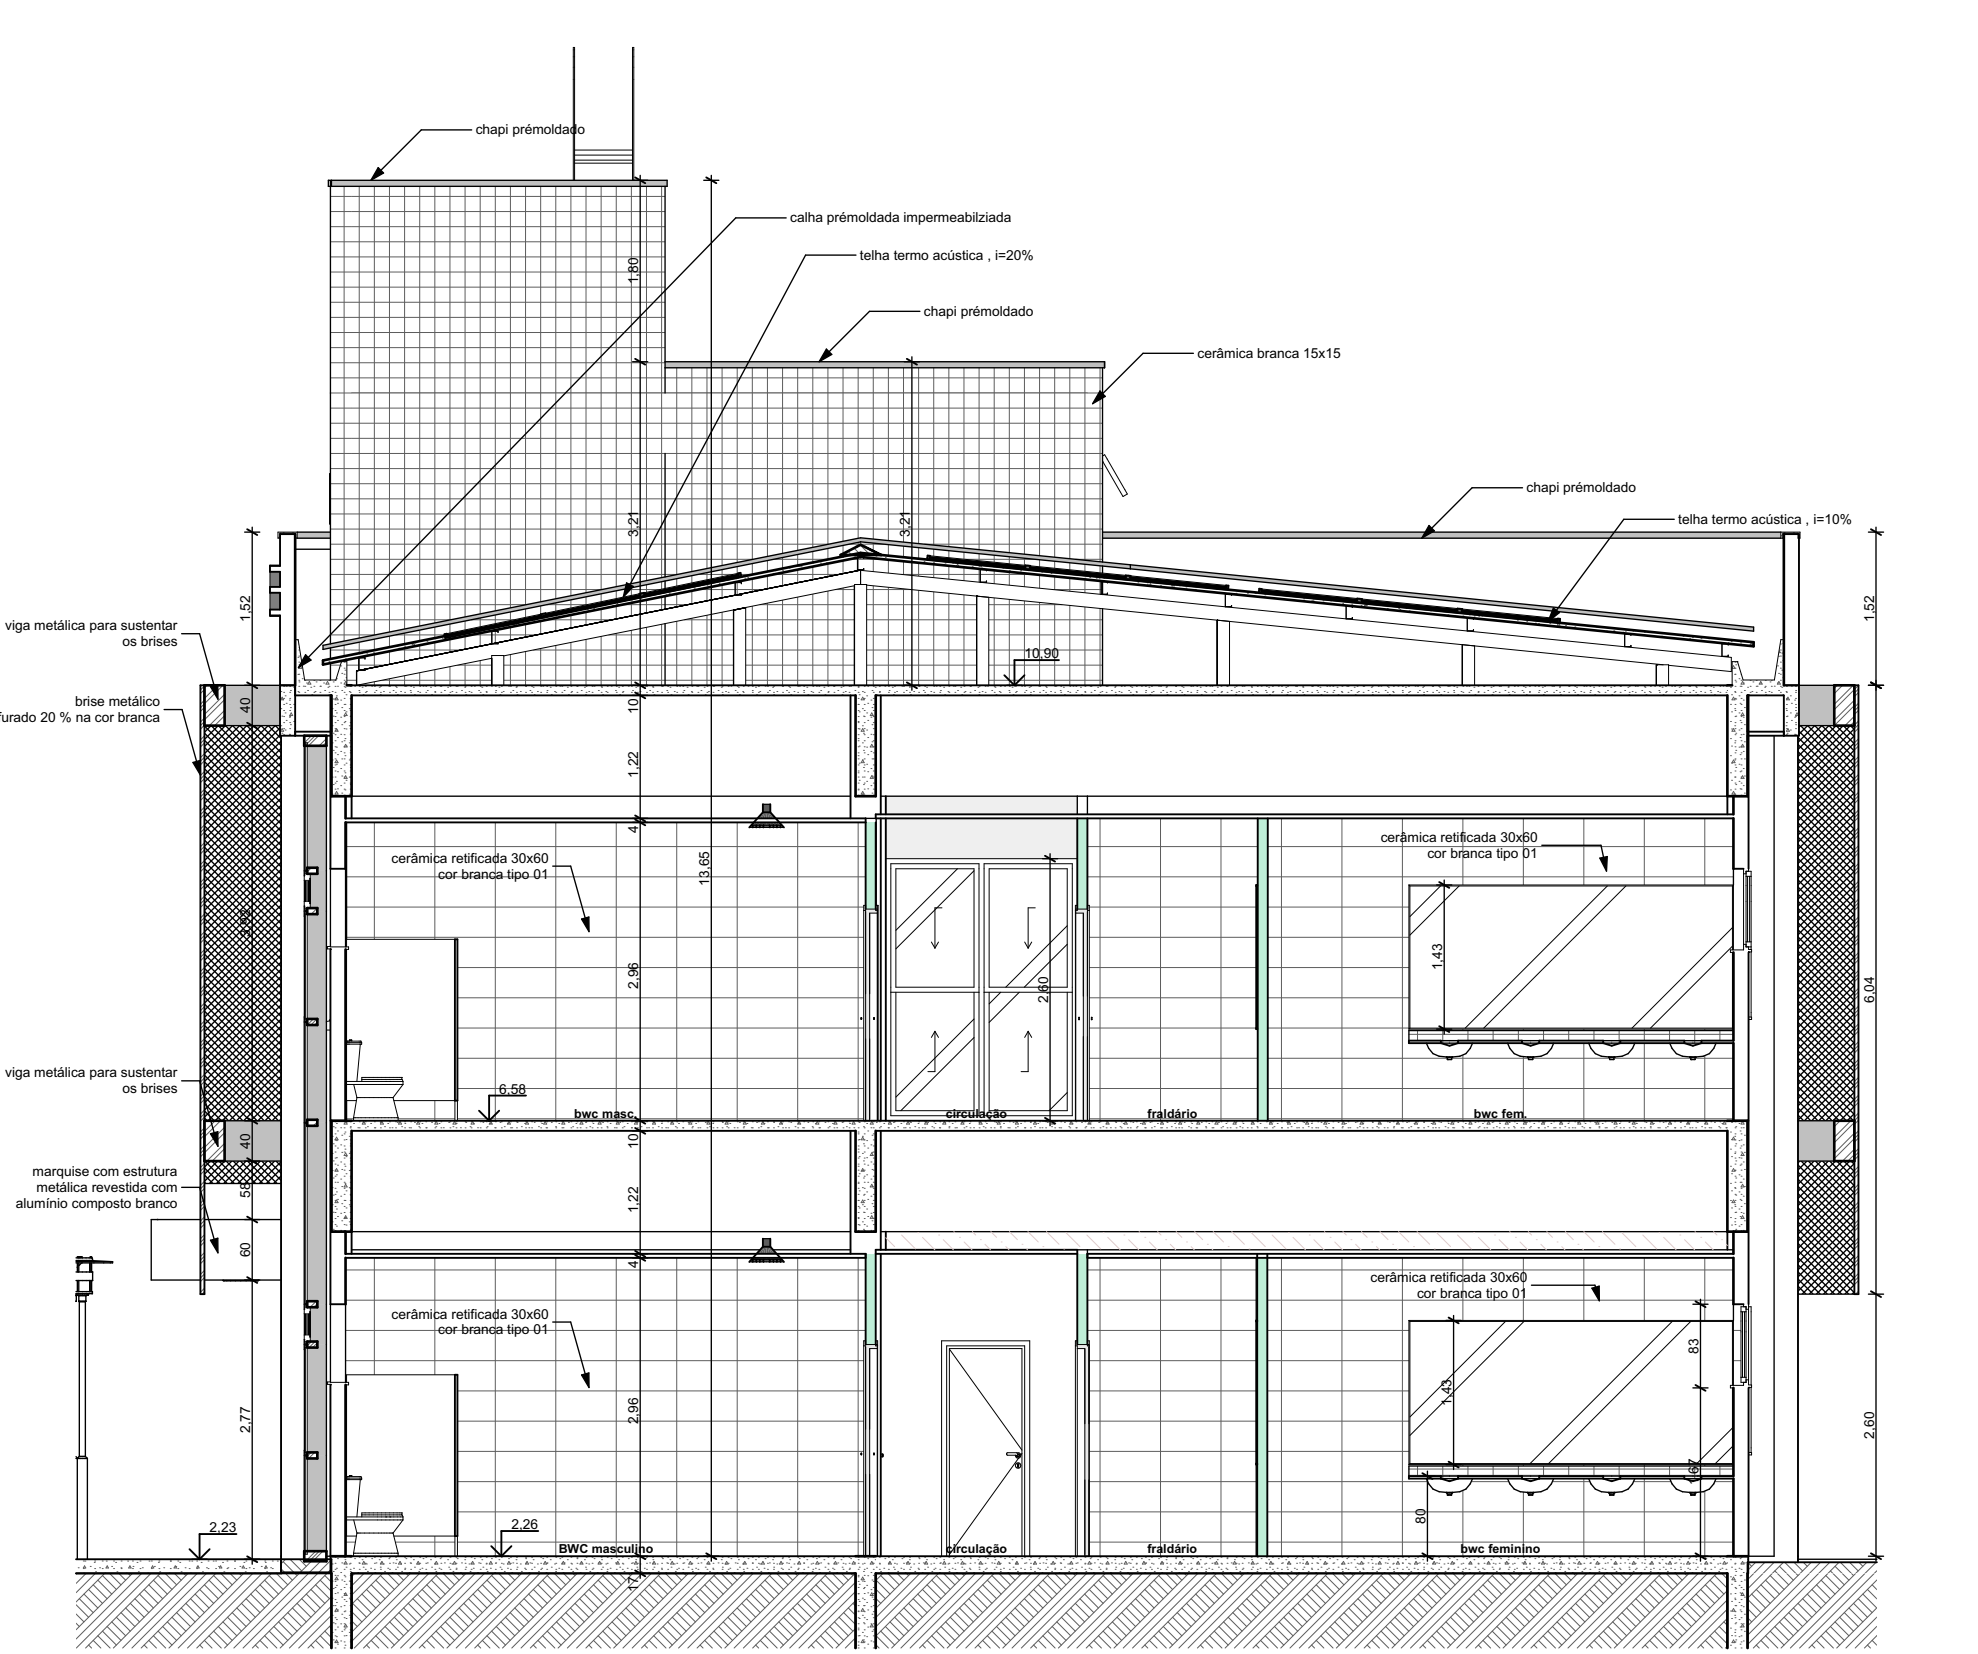 chapi prémoldado
calha prémoldada impermeabilziada
telha termo acústica , i=20%
1,80
chapi prémoldado
cerâmica branca 15x15
chapi prémoldado
telha termo acústica , i=10%
3,21
3,21
1,52
1,52
viga metálica para sustentar
os brises
10,90
brise metálico
furado 20 % na cor branca
40
10
1,22
4
cerâmica retificada 30x60
cor branca tipo 01
13,65
cerâmica retificada 30x60
cor branca tipo 01
1,43
2,96
2,60
6,04
viga metálica para sustentar
os brises
6,58
bwc masc.
circulação
fraldário
bwc fem.
40
10
marquise com estrutura
metálica revestida com
alumínio composto branco
58
1,22
60
4
cerâmica retificada 30x60
cor branca tipo 01
cerâmica retificada 30x60
cor branca tipo 01
83
1,43
2,77
2,96
2,60
80
2,23
2,26
BWC masculino
circulação
fraldário
bwc feminino
17